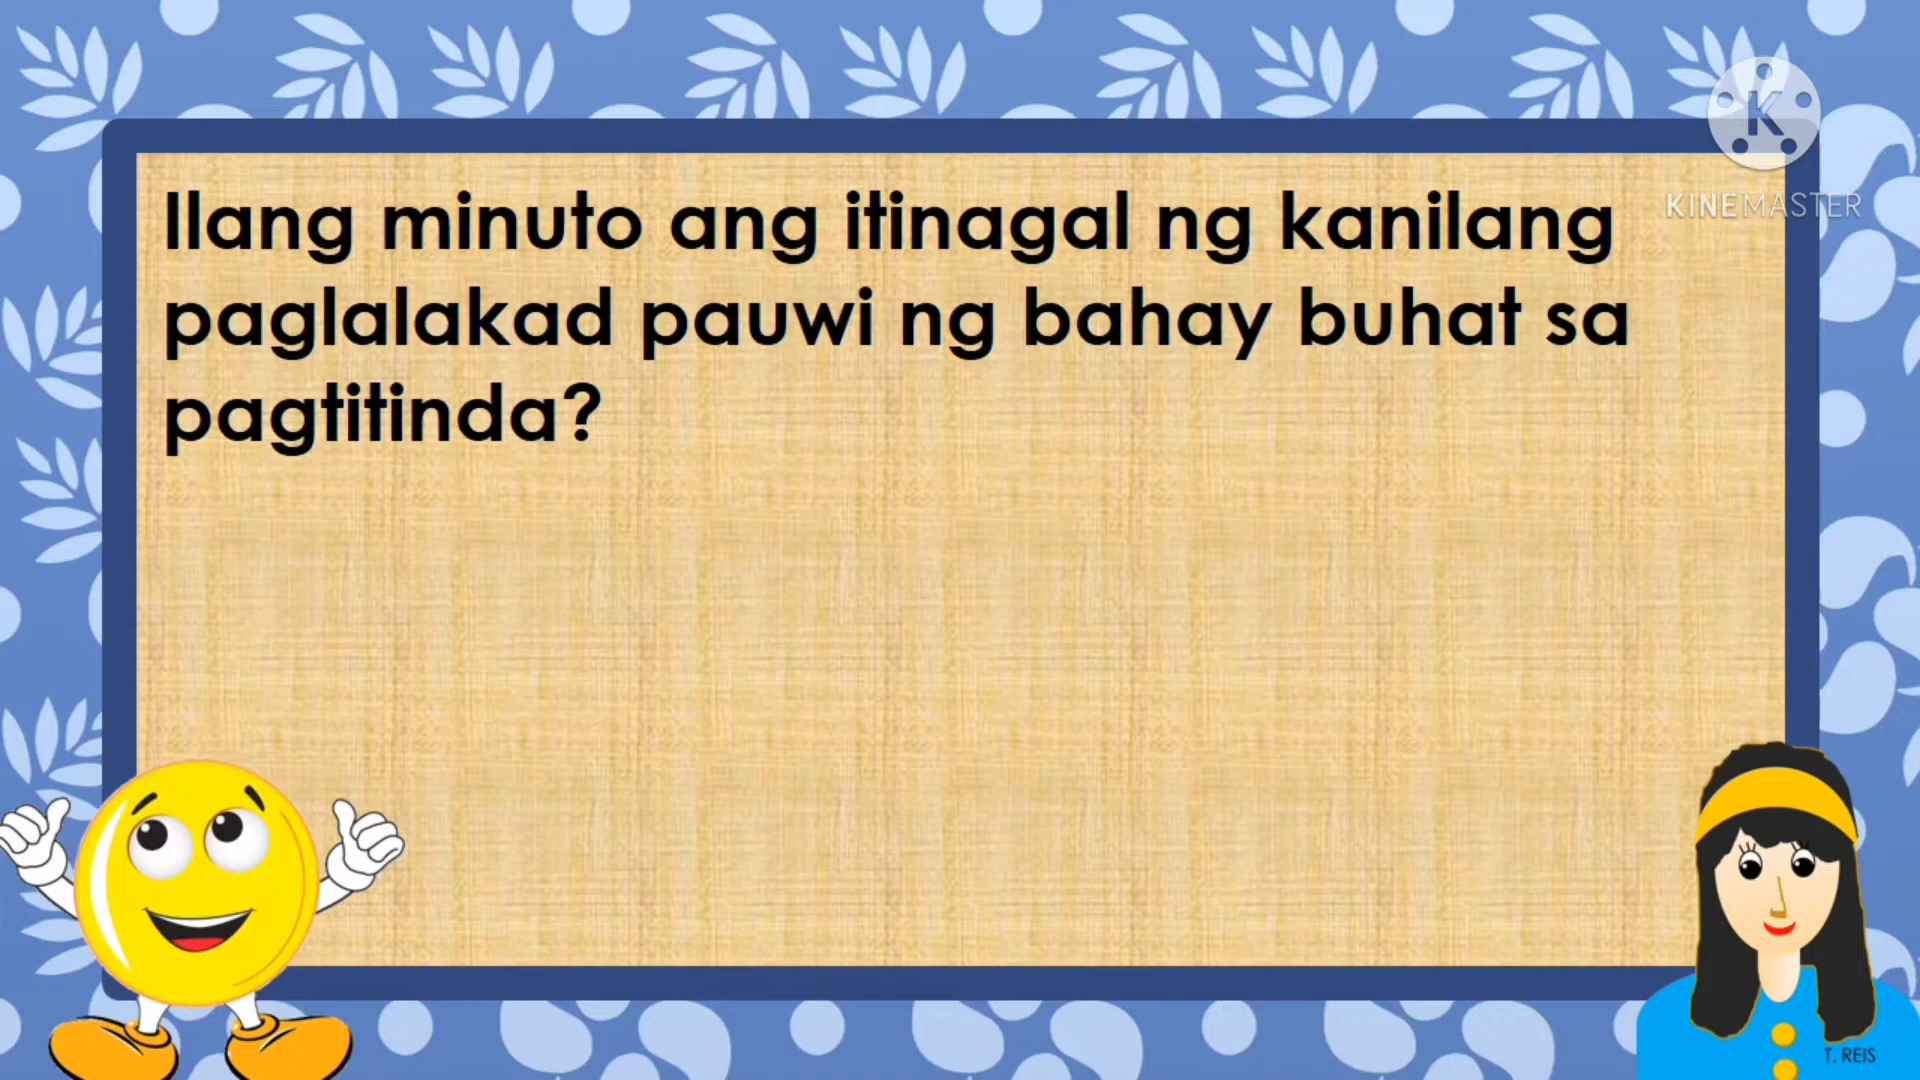 Ilang minuto ang itinagal ng kanilang
paglalakad pauwi ng bahay buhat sa
pagtitinda?
K
KINEMASTER
T. REIS